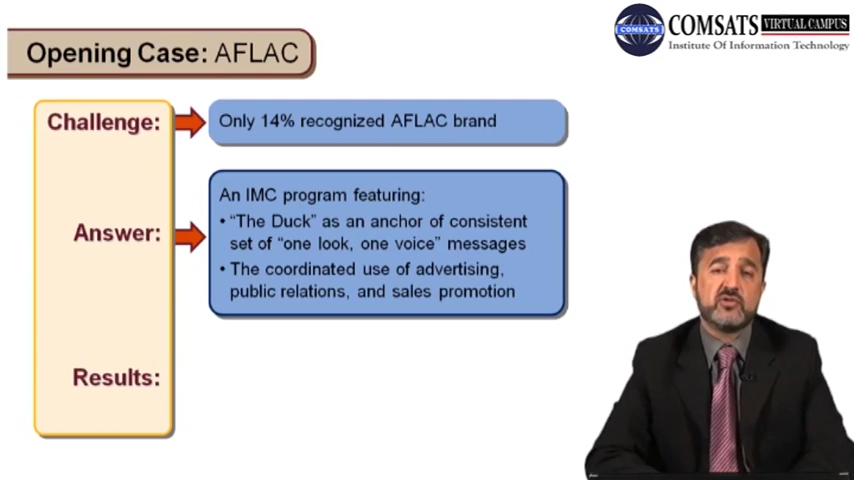 COMSATS VIRTUAL CAMPUS
COMSATS
Institute Of Information Technology
Opening Case: AFLAC
Challenge:
Only 14% recognized AFLAC brand
Answer:
An IMC program featuring:
• “The Duck” as an anchor of consistent
set of “one look, one voice” messages
• The coordinated use of advertising,
public relations, and sales promotion
Results: